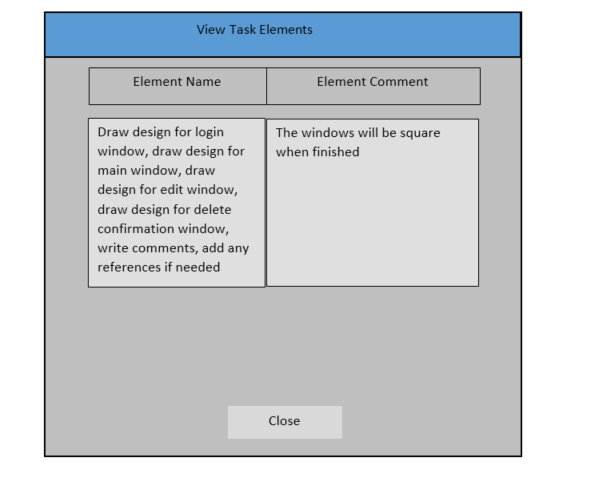 View Task Elements
Element Name
Element Comment
Draw design for login
window, draw design for
main window, draw
design for edit window,
draw design for delete
confirmation window,
write comments, add any
references if needed
The windows will be square
when finished
Close